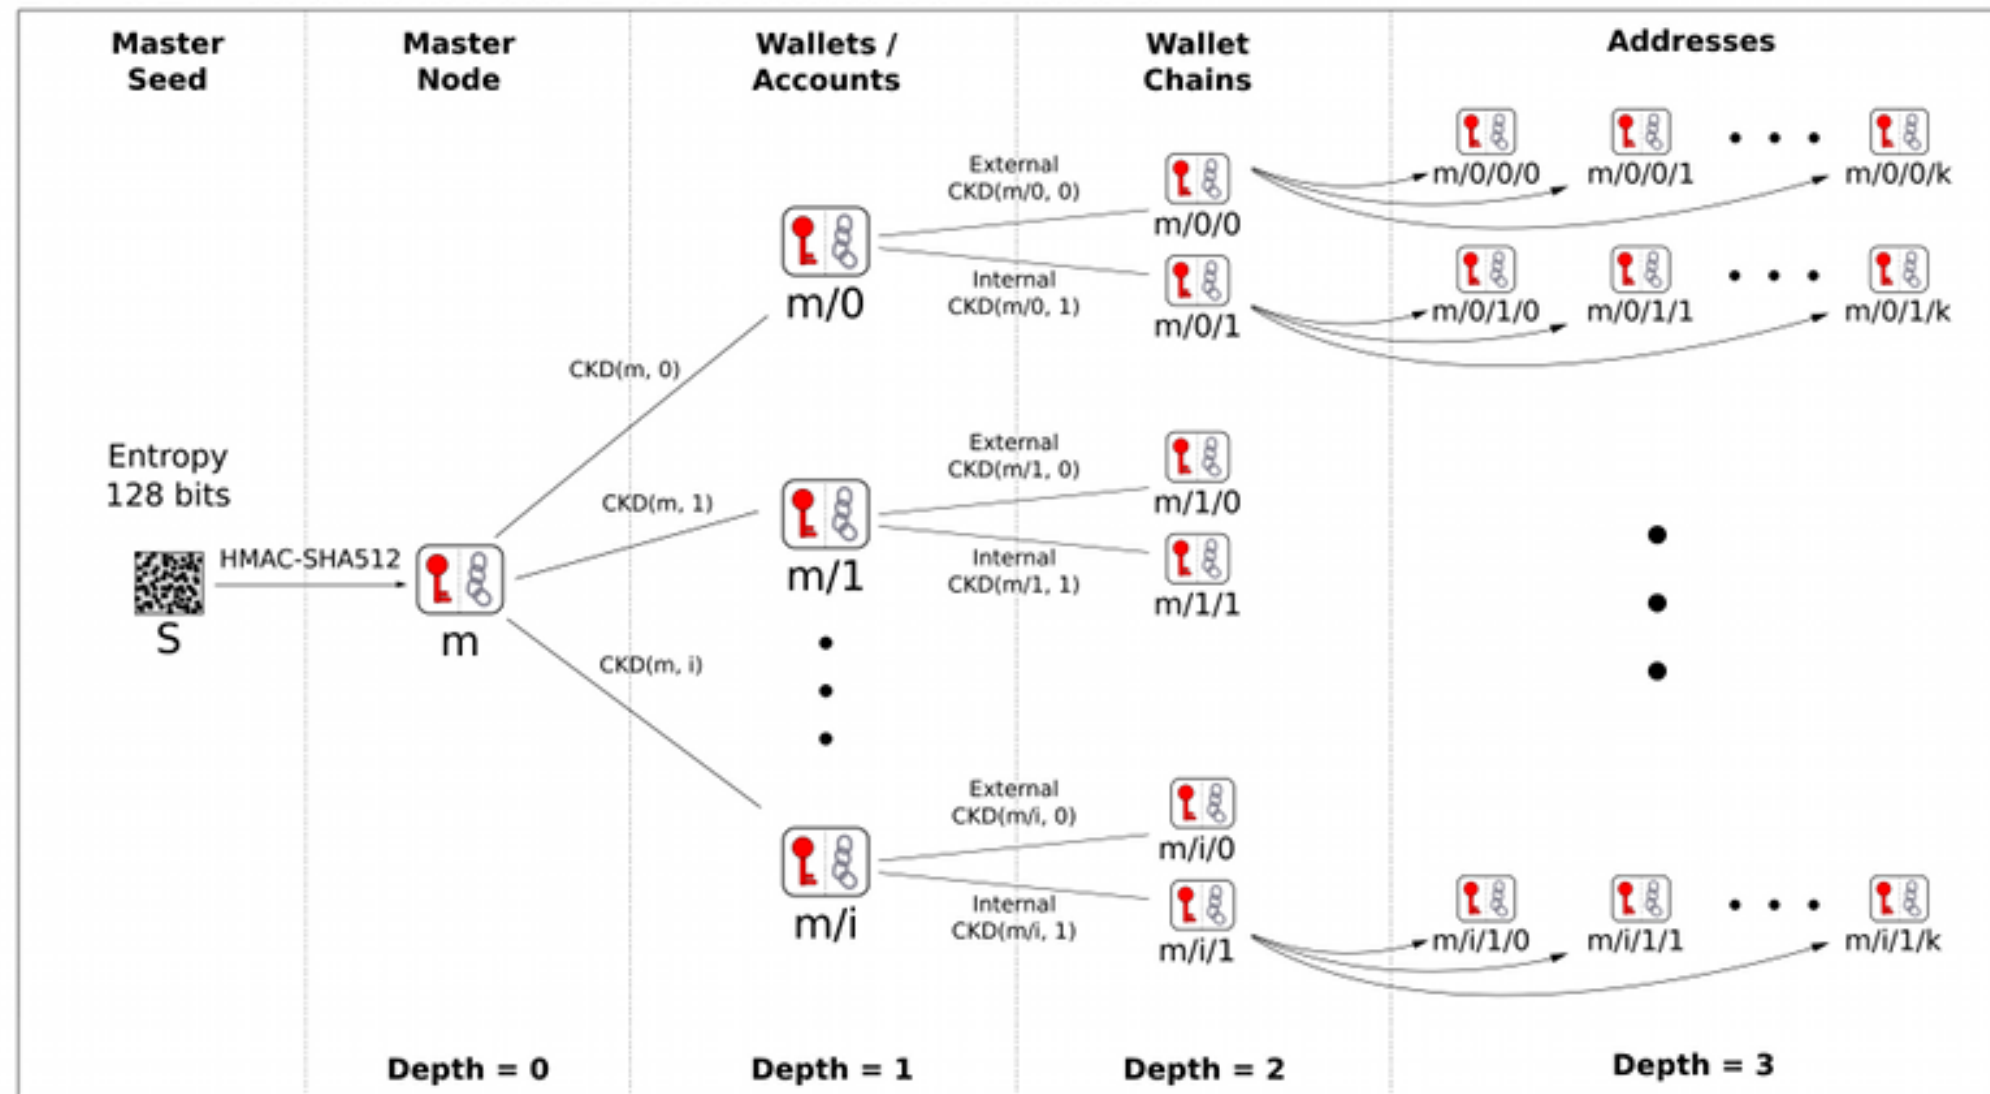 Master
Seed
Master
Node
Wallets /
Accounts
Wallet
Chains
Addresses
Entropy
128 bits
HMAC-SHA512
S
m
CKD(m, 0)
CKD(m, 1)
CKD(m, i)
m/0
m/1
m/i
External
CKD(m/0, 0)
Internal
CKD(m/0, 1)
External
CKD(m/1, 0)
Internal
CKD(m/1, 1)
External
CKD(m/i, 0)
Internal
CKD(m/i, 1)
m/0/0
m/0/1
m/1/0
m/1/1
m/i/0
m/i/1
m/0/0/0 m/0/0/1 m/0/0/k
m/0/1/0 m/0/1/1 m/0/1/k
m/i/1/0 m/i/1/1 m/i/1/k
Depth = 0
Depth = 1
Depth = 2
Depth = 3